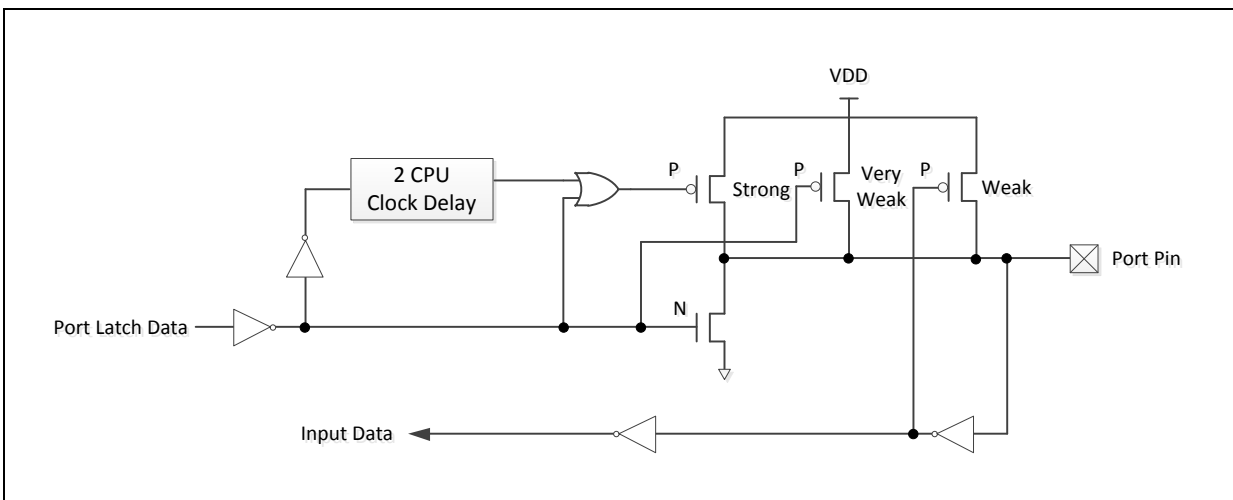 VDD
2 CPU
Clock Delay
P
Strong
P
Very
Weak
P
Weak
Port Pin
N
Port Latch Data
Input Data